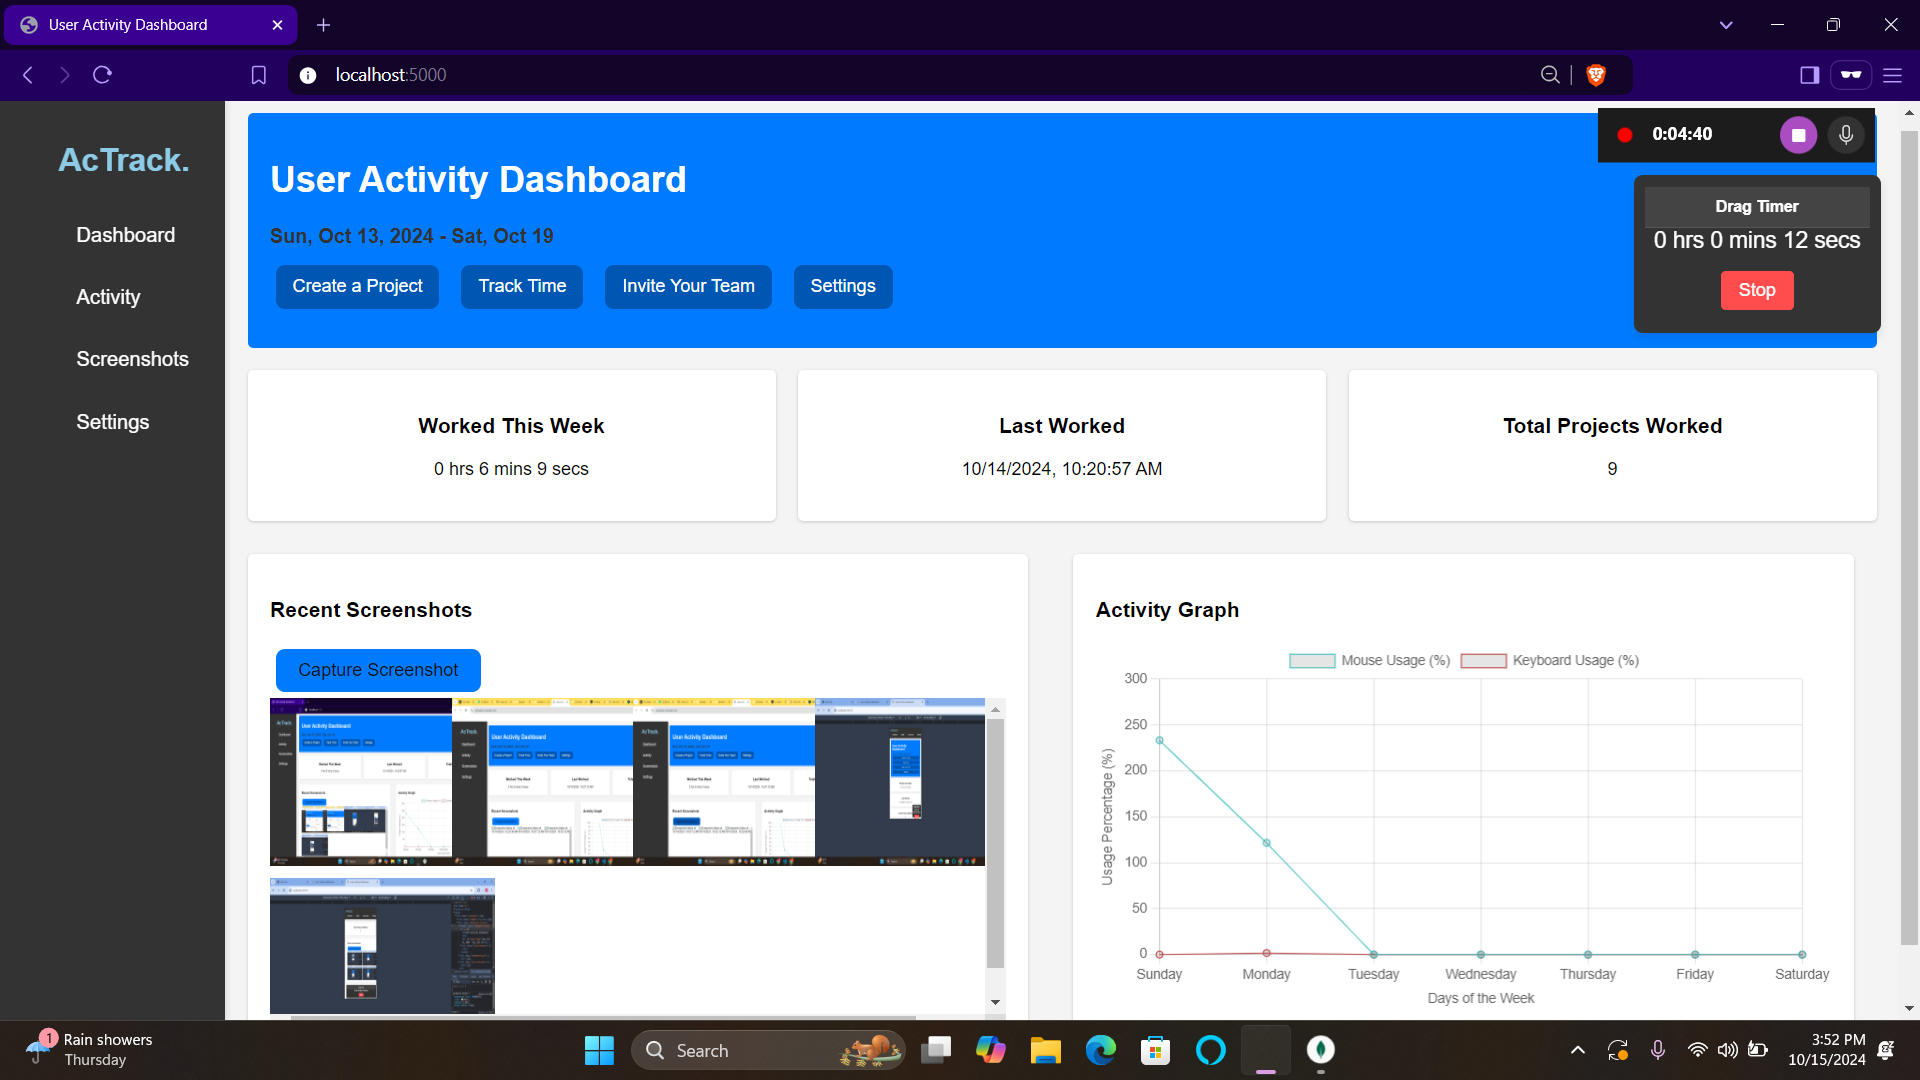 User Activity Dashboard
localhost:5000
AcTrack.
Dashboard
Activity
Screenshots
Settings
User Activity Dashboard
Sun, Oct 13, 2024 - Sat, Oct 19
Create a Project
Track Time
Invite Your Team
Settings
0:04:40
Drag Timer
0 hrs 0 mins 12 secs
Stop
Worked This Week
0 hrs 6 mins 9 secs
Last Worked
10/14/2024, 10:20:57 AM
Total Projects Worked
9
Recent Screenshots
Capture Screenshot
Activity Graph
Mouse Usage (%)
Keyboard Usage (%)
300
250
200
150
100
50
0
Usage Percentage (%)
Sunday
Monday
Tuesday
Wednesday
Thursday
Friday
Saturday
Days of the Week
1
Rain showers
Thursday
Search
3:52 PM
10/15/2024